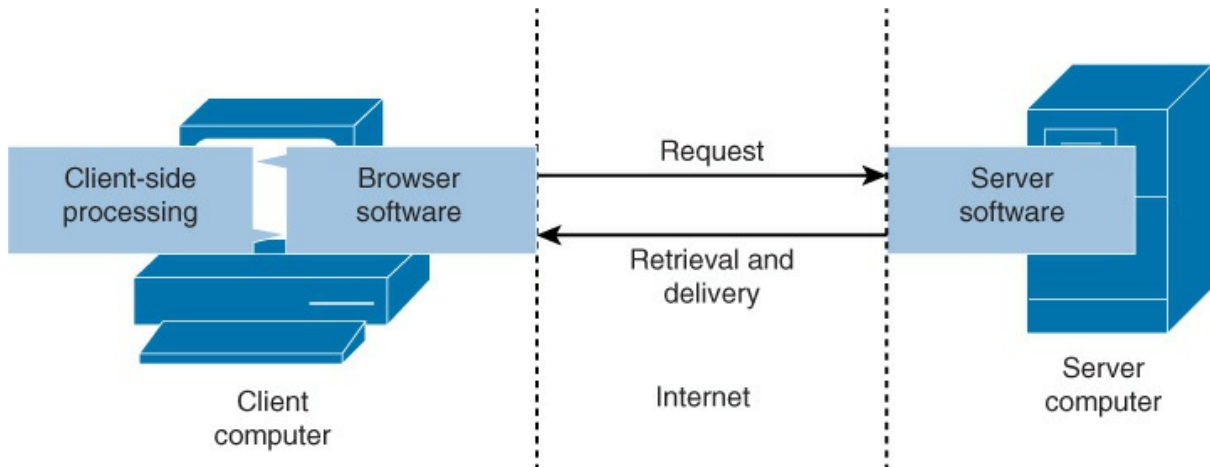 Client-side
processing
Browser
software
Request
Retrieval and
delivery
Server
software
Client
computer
Internet
Server
computer